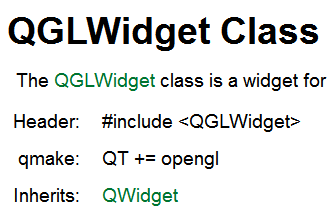 QGLWidget Class
The QGLWidget class is a widget for
Header: #include <QGLWidget>
qmake: QT += opengl
Inherits: QWidget